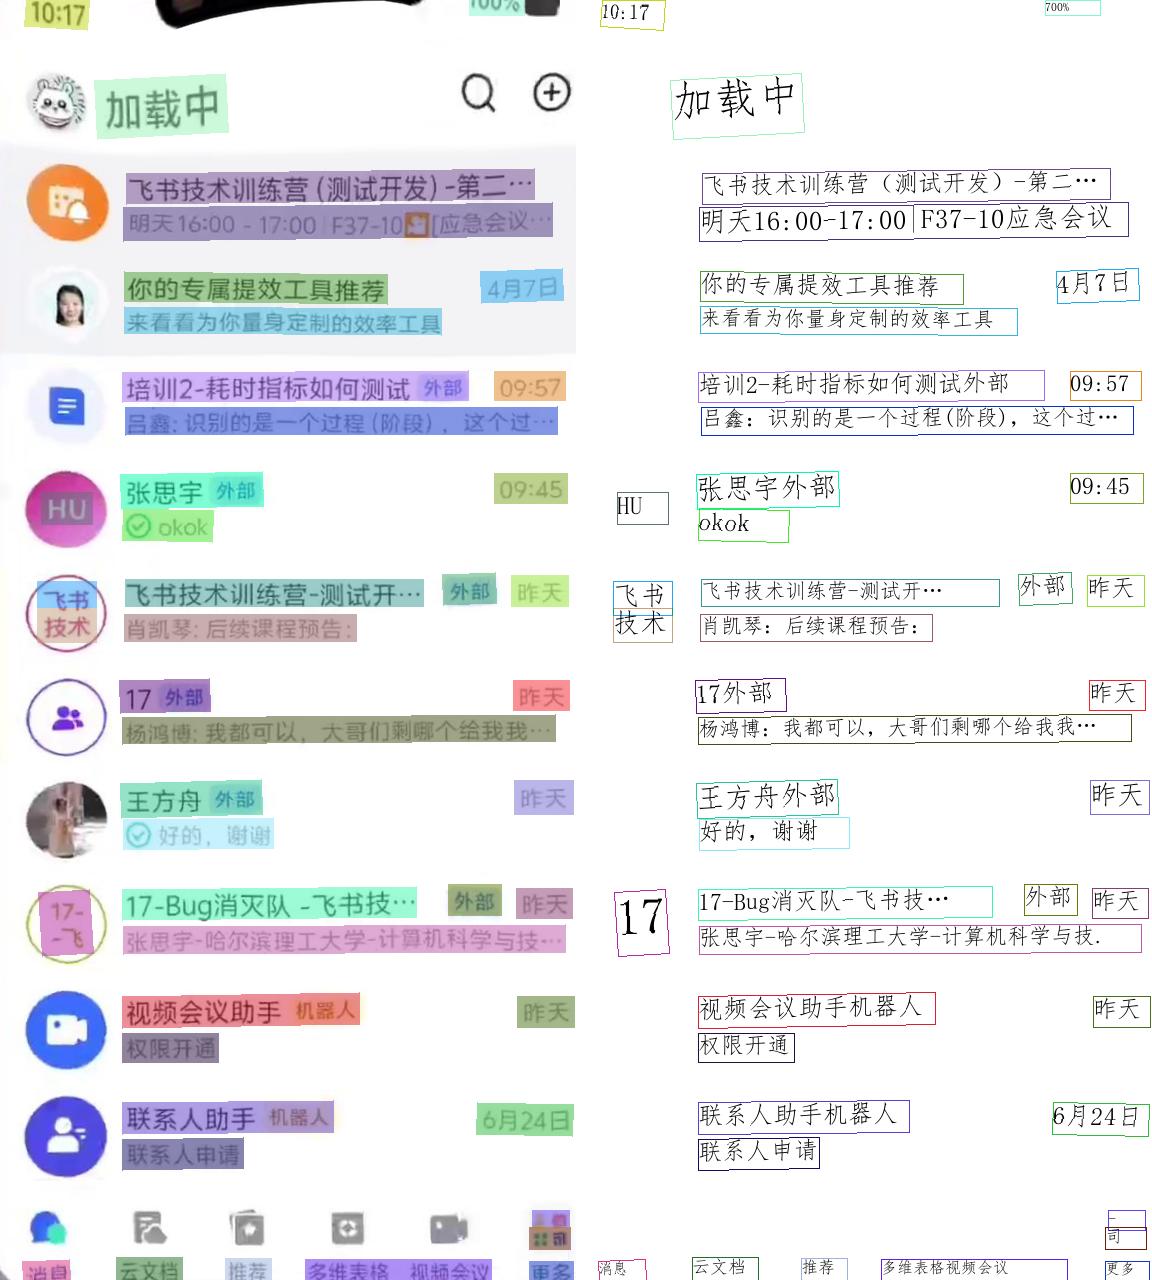 10:17
100%
10:17
700%
加载中
加载中
飞书技术训练营 (测试开发) -第二…
明天 16:00 - 17:00 | F37-10 [应急会议…
飞书技术训练营（测试开发）-第二…
明天16:00-17:00|F37-10应急会议
你的专属提效工具推荐 4月7日
来看看为你量身定制的效率工具
你的专属提效工具推荐 4月7日
来看看为你量身定制的效率工具
培训2-耗时指标如何测试 外部 09:57
吕鑫: 识别的是一个过程 (阶段) ，这个过…
培训2-耗时指标如何测试外部 09:57
吕鑫: 识别的是一个过程(阶段)，这个过…
HU
张思宇 外部 09:45
okok
HU
张思宇外部 09:45
okok
飞书
技术
飞书技术训练营-测试开… 外部 昨天
肖凯琴: 后续课程预告:
飞书
技术
飞书技术训练营-测试开… 外部 昨天
肖凯琴: 后续课程预告:
17 外部 昨天
杨鸿博: 我都可以，大哥们剩哪个给我我…
17外部 昨天
杨鸿博: 我都可以，大哥们剩哪个给我我…
王方舟 外部 昨天
好的，谢谢
王方舟外部 昨天
好的，谢谢
17-
-飞
17-Bug消灭队 -飞书技… 外部 昨天
张思宇-哈尔滨理工大学-计算机科学与技…
17
17-Bug消灭队-飞书技… 外部 昨天
张思宇-哈尔滨理工大学-计算机科学与技.
视频会议助手 机器人 昨天
权限开通
视频会议助手机器人 昨天
权限开通
联系人助手 机器人 6月24日
联系人申请
联系人助手机器人 6月24日
联系人申请
消息 云文档 推荐 多维表格 视频会议 更多
司
消息 云文档 推荐 多维表格视频会议 更多